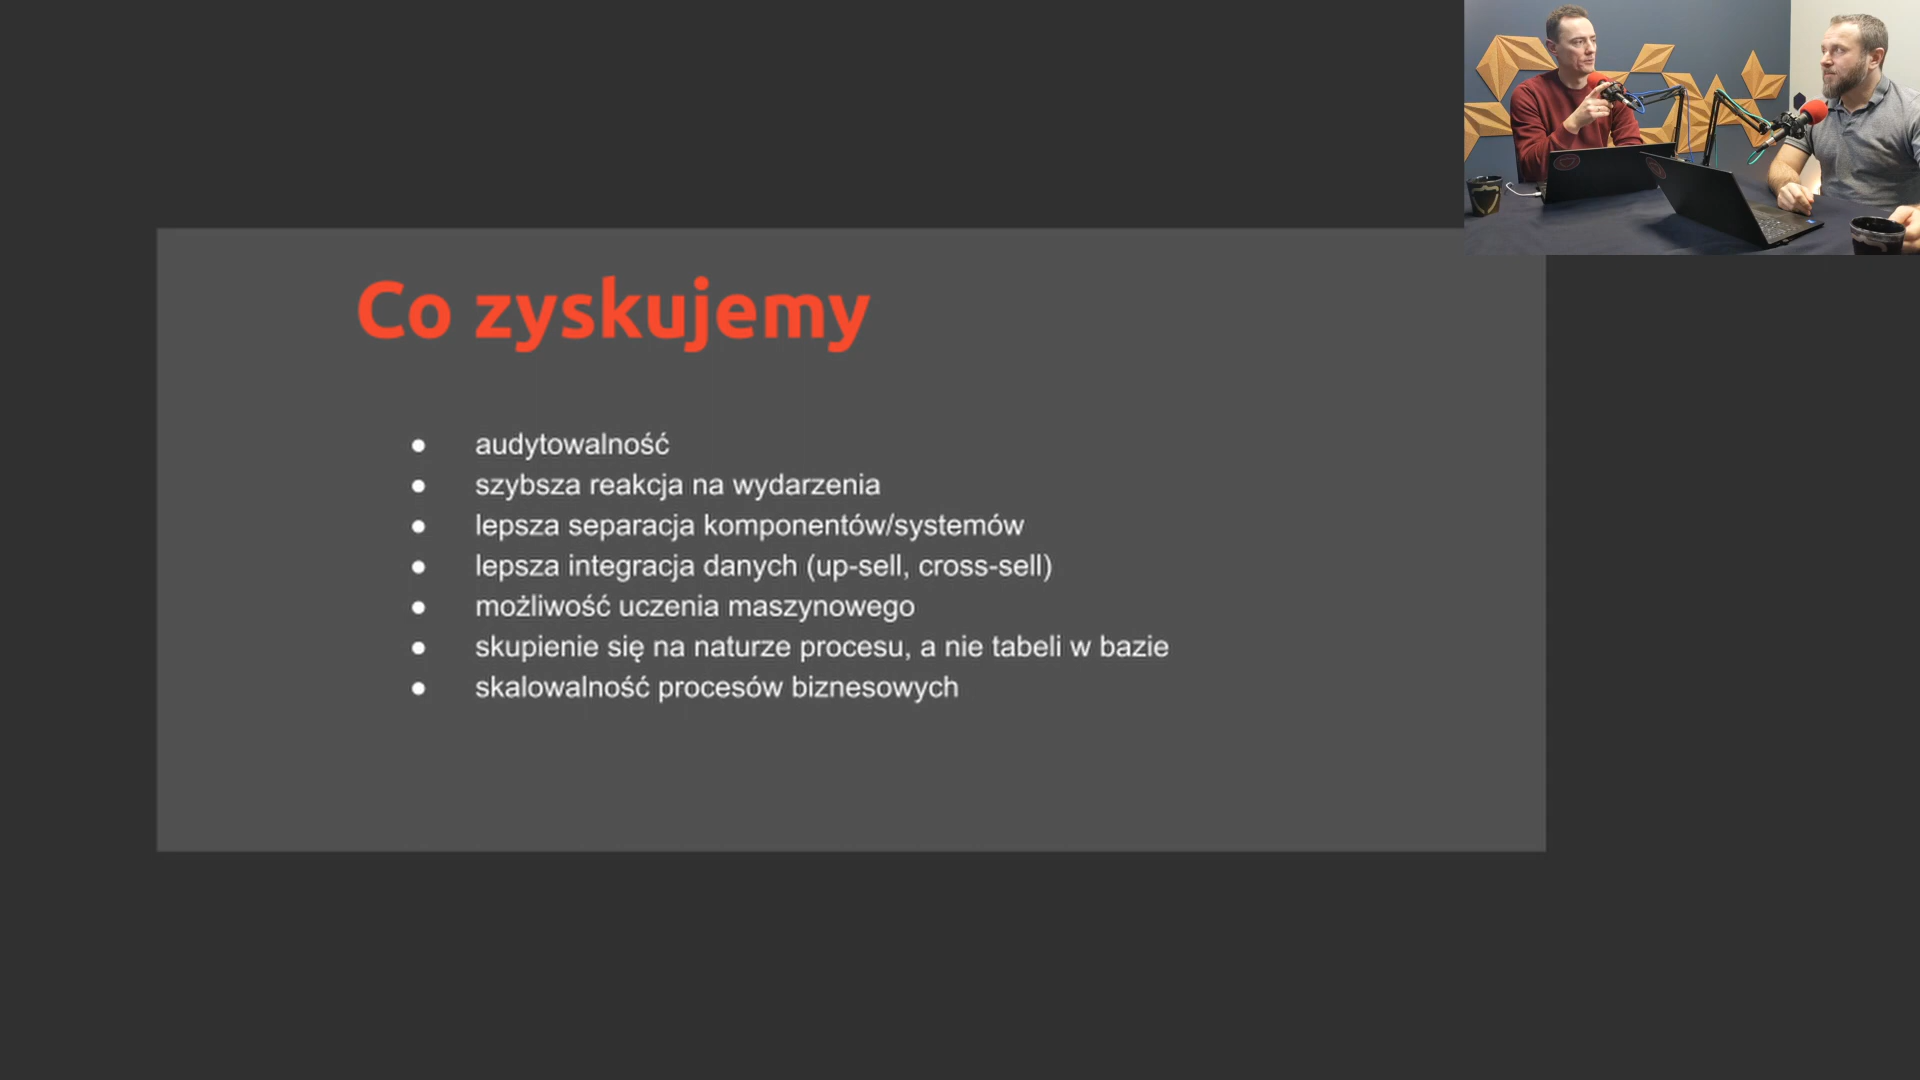 Co zyskujemy
audytowalność
szybsza reakcja na wydarzenia
lepsza separacja komponentów/systemów
lepsza integracja danych (up-sell, cross-sell)
możliwość uczenia maszynowego
skupienie się na naturze procesu, a nie tabeli w bazie
skalowalność procesów biznesowych